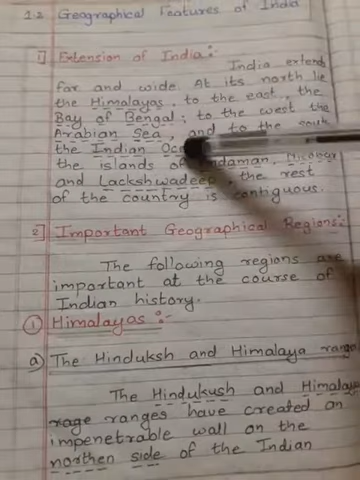 1.2 Geographical Features of India
1] Extension of India:-
India extends
far and wide. At its north lie
the Himalayas, to the east, the
Bay of Bengal; to the west the
Arabian Sea, and to the south
the Indian
the islands of Andaman, Nicobar
and Lackshwadeep, the rest
of the country is contiguous.
2] Important Geographical Regions:-
The following regions are
important at the course of
Indian history.
① Himalayas :-
ⓐ The Hinduksh and Himalaya range
The Hindukush and Himalaya
rage ranges have created an
impenetrable wall on the
northen side of the Indian